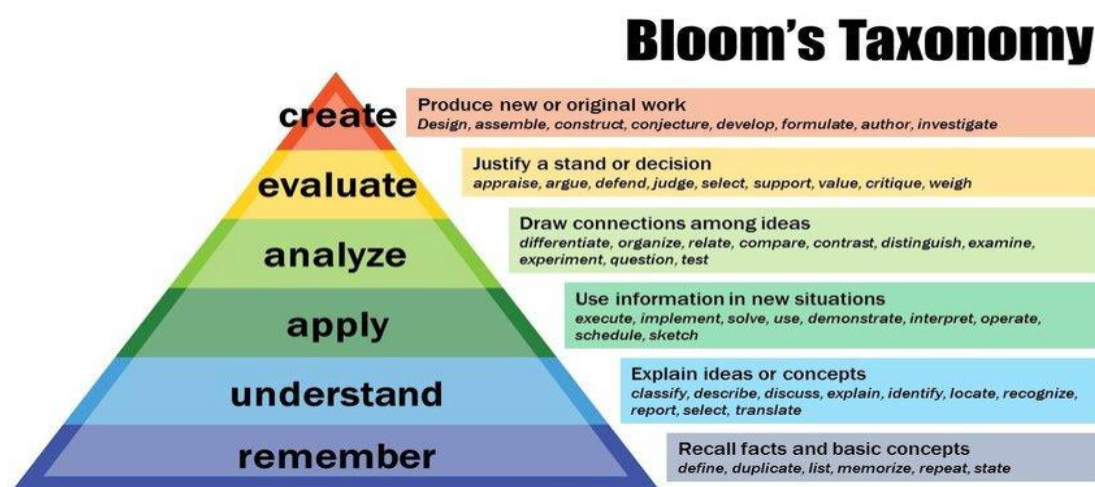 Bloom's Taxonomy
create
Produce new or original work
Design, assemble, construct, conjecture, develop, formulate, author, investigate
evaluate
Justify a stand or decision
appraise, argue, defend, judge, select, support, value, critique, weigh
analyze
Draw connections among ideas
differentiate, organize, relate, compare, contrast, distinguish, examine,
experiment, question, test
apply
Use information in new situations
execute, implement, solve, use, demonstrate, interpret, operate,
schedule, sketch
understand
Explain ideas or concepts
classify, describe, discuss, explain, identify, locate, recognize,
report, select, translate
remember
Recall facts and basic concepts
define, duplicate, list, memorize, repeat, state